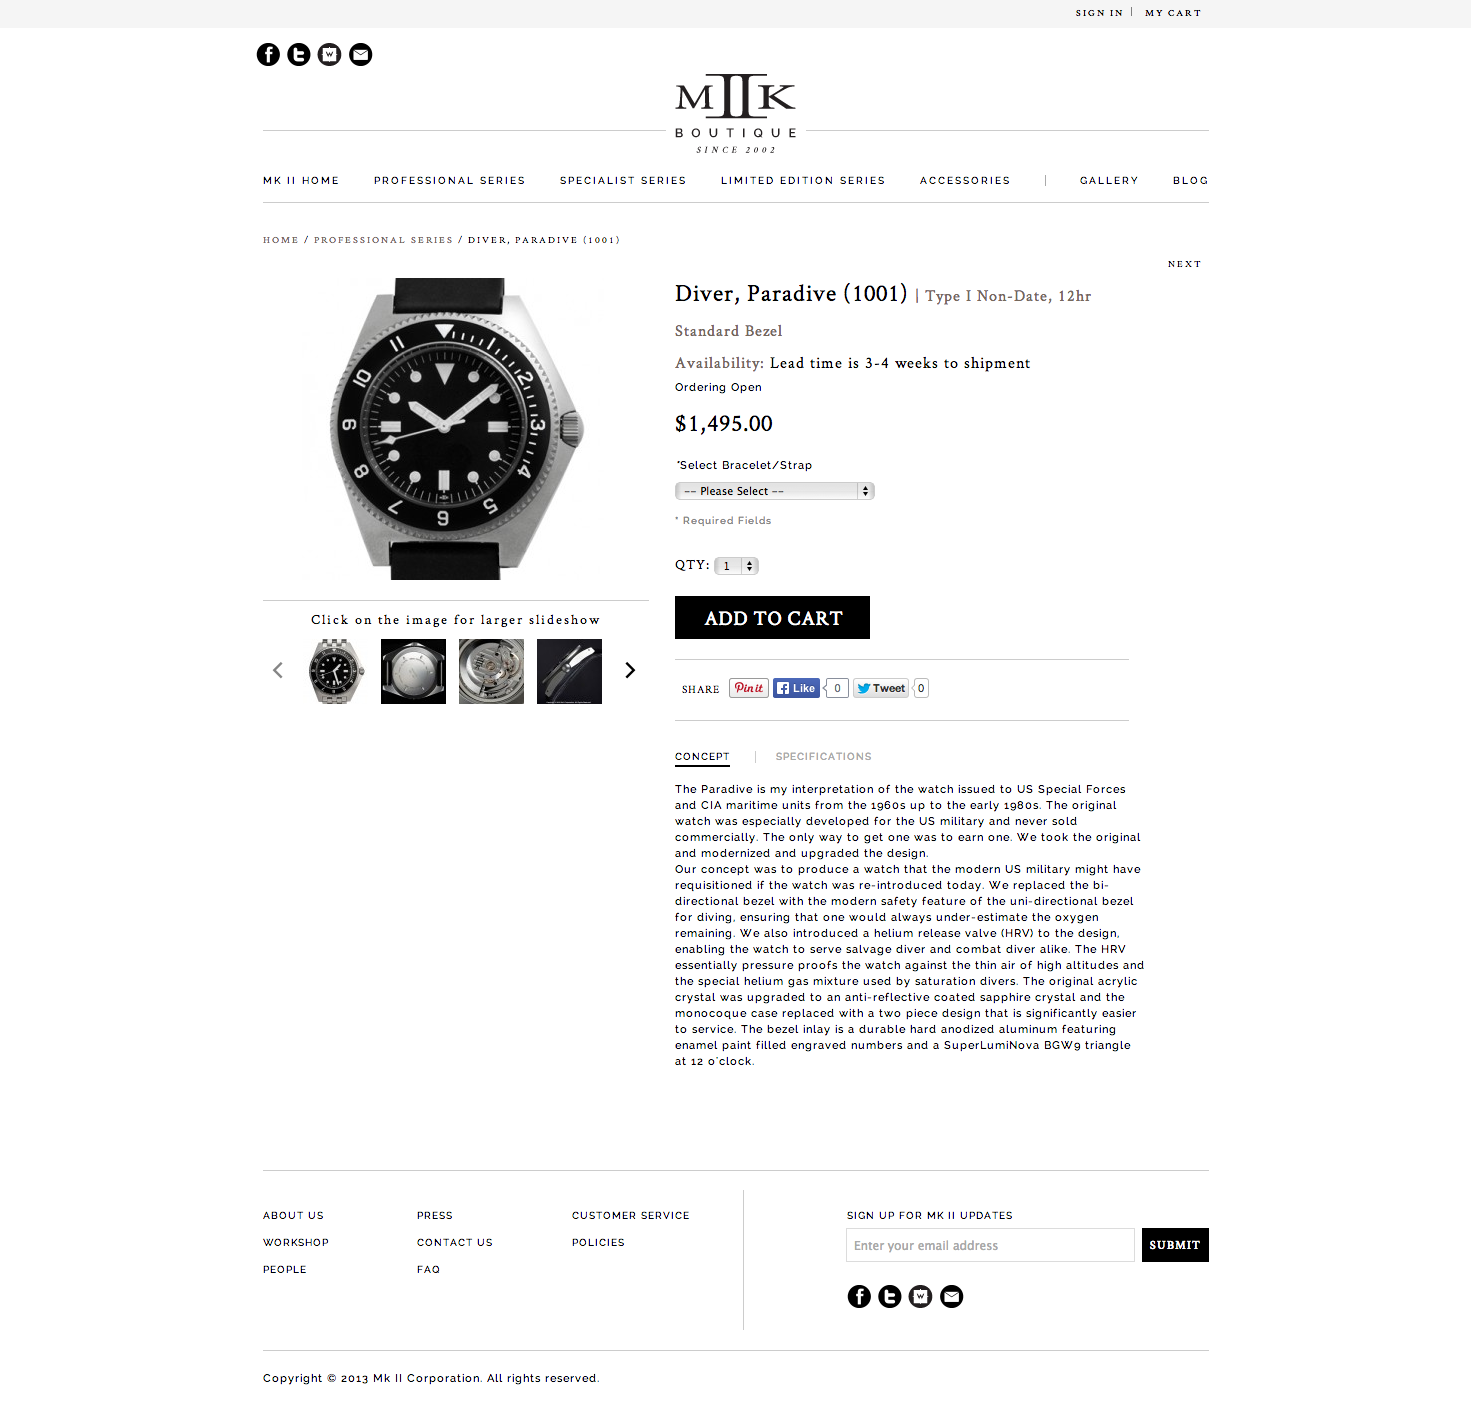 SIGN IN | MY CART
MIIK
BOUTIQUE
SINCE 2002
MK II HOME PROFESSIONAL SERIES SPECIALIST SERIES LIMITED EDITION SERIES ACCESSORIES | GALLERY BLOG
HOME / PROFESSIONAL SERIES / DIVER, PARADIVE (1001)
NEXT
Diver, Paradive (1001) | Type I Non-Date, 12hr
Standard Bezel
Availability: Lead time is 3-4 weeks to shipment
Ordering Open
$1,495.00
*Select Bracelet/Strap
-- Please Select --
* Required Fields
QTY: 1
ADD TO CART
11 1 2 3 4 5 6 7 8 9 10
Click on the image for larger slideshow
SHARE Pin it Like 0 Tweet 0
CONCEPT | SPECIFICATIONS
The Paradive is my interpretation of the watch issued to US Special Forces
and CIA maritime units from the 1960s up to the early 1980s. The original
watch was especially developed for the US military and never sold
commercially. The only way to get one was to earn one. We took the original
and modernized and upgraded the design.
Our concept was to produce a watch that the modern US military might have
requisitioned if the watch was re-introduced today. We replaced the bi-
directional bezel with the modern safety feature of the uni-directional bezel
for diving, ensuring that one would always under-estimate the oxygen
remaining. We also introduced a helium release valve (HRV) to the design,
enabling the watch to serve salvage diver and combat diver alike. The HRV
essentially pressure proofs the watch against the thin air of high altitudes and
the special helium gas mixture used by saturation divers. The original acrylic
crystal was upgraded to an anti-reflective coated sapphire crystal and the
monocoque case replaced with a two piece design that is significantly easier
to service. The bezel inlay is a durable hard anodized aluminum featuring
enamel paint filled engraved numbers and a SuperLumiNova BGW9 triangle
at 12 o'clock.
ABOUT US PRESS CUSTOMER SERVICE
WORKSHOP CONTACT US POLICIES
PEOPLE FAQ
SIGN UP FOR MK II UPDATES
Enter your email address SUBMIT
Copyright © 2013 Mk II Corporation. All rights reserved.